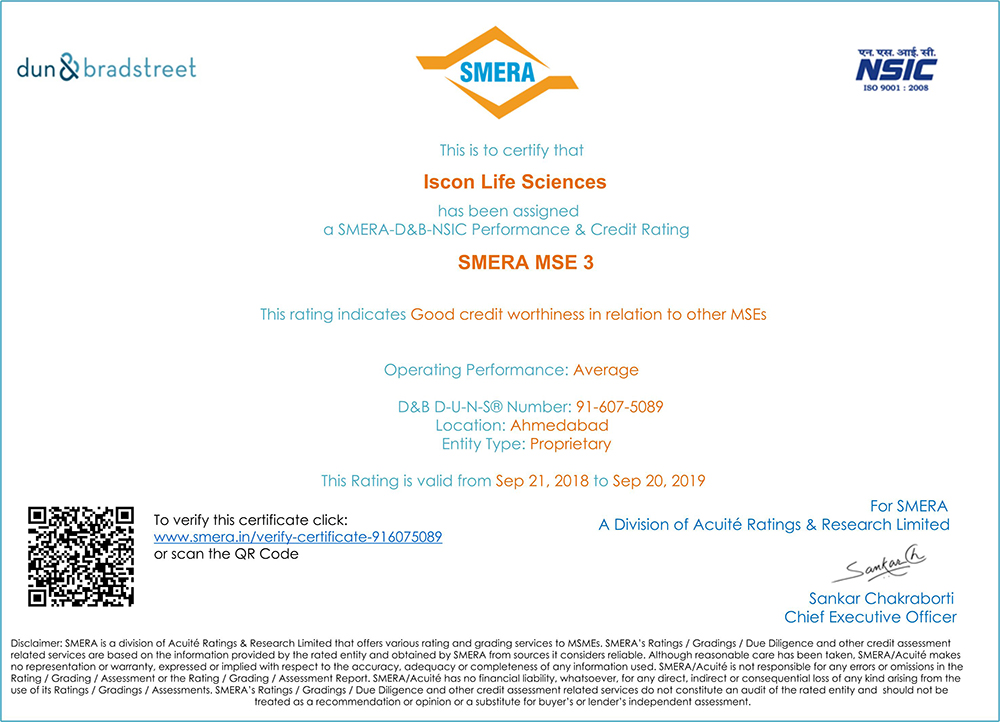 dun&bradstreet
SMERA
एन. एस. आई. सी.
NSIC
ISO 9001 : 2008
This is to certify that
Iscon Life Sciences
has been assigned
a SMERA-D&B-NSIC Performance & Credit Rating
SMERA MSE 3
This rating indicates Good credit worthiness in relation to other MSEs
Operating Performance: Average
D&B D-U-N-S® Number: 91-607-5089
Location: Ahmedabad
Entity Type: Proprietary
This Rating is valid from Sep 21, 2018 to Sep 20, 2019
To verify this certificate click:
www.smera.in/verify-certificate-916075089
or scan the QR Code
For SMERA
A Division of Acuité Ratings & Research Limited
Sankar Ch
Sankar Chakraborti
Chief Executive Officer
Disclaimer: SMERA is a division of Acuité Ratings & Research Limited that offers various rating and grading services to MSMEs. SMERA's Ratings / Gradings / Due Diligence and other credit assessment
related services are based on the information provided by the rated entity and obtained by SMERA from sources it considers reliable. Although reasonable care has been taken, SMERA/Acuité makes
no representation or warranty, expressed or implied with respect to the accuracy, adequacy or completeness of any information used. SMERA/Acuité is not responsible for any errors or omissions in the
Rating / Grading / Assessment or the Rating / Grading / Assessment Report. SMERA/Acuité has no financial liability, whatsoever, for any direct, indirect or consequential loss of any kind arising from the
use of its Ratings / Gradings / Assessments. SMERA's Ratings / Gradings / Due Diligence and other credit assessment related services do not constitute an audit of the rated entity and should not be
treated as a recommendation or opinion or a substitute for buyer's or lender's independent assessment.